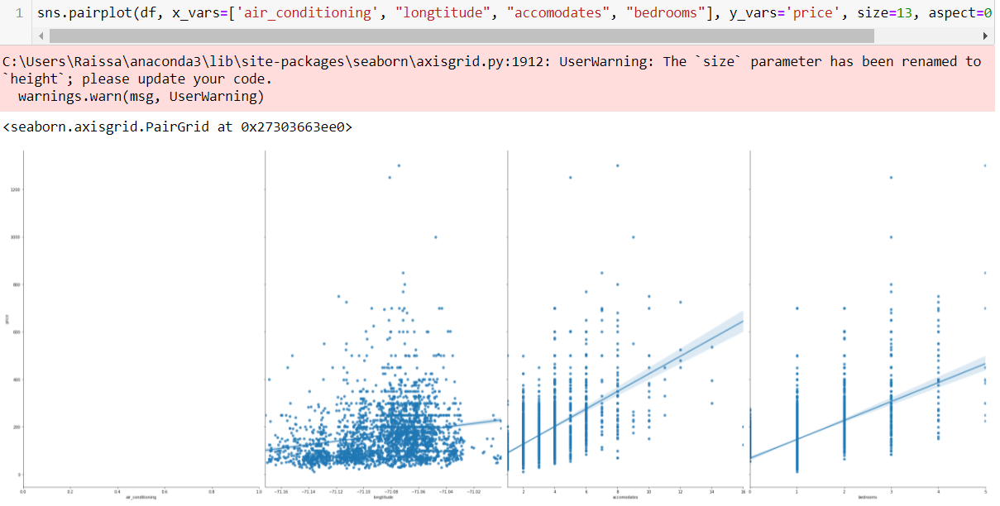 1 sns.pairplot(df, x_vars=['air_conditioning', "longtitude", "accomodates", "bedrooms"], y_vars='price', size=13, aspect=0
C:\Users\Raissa\anaconda3\lib\site-packages\seaborn\axisgrid.py:1912: UserWarning: The `size` parameter has been renamed to
`height`; please update your code.
warnings.warn(msg, UserWarning)
<seaborn.axisgrid.PairGrid at 0x27303663ee0>
1200
1000
800
600
400
200
0
price
0.0 0.2 0.4 0.6 0.8 1.0
−71.16 −71.14 −71.12 −71.10 −71.08 −71.06 −71.04 −71.02
2 4 6 8 10 12 14 16
1 2 3 4 5
air_conditioning
longtitude
accomodates
bedrooms